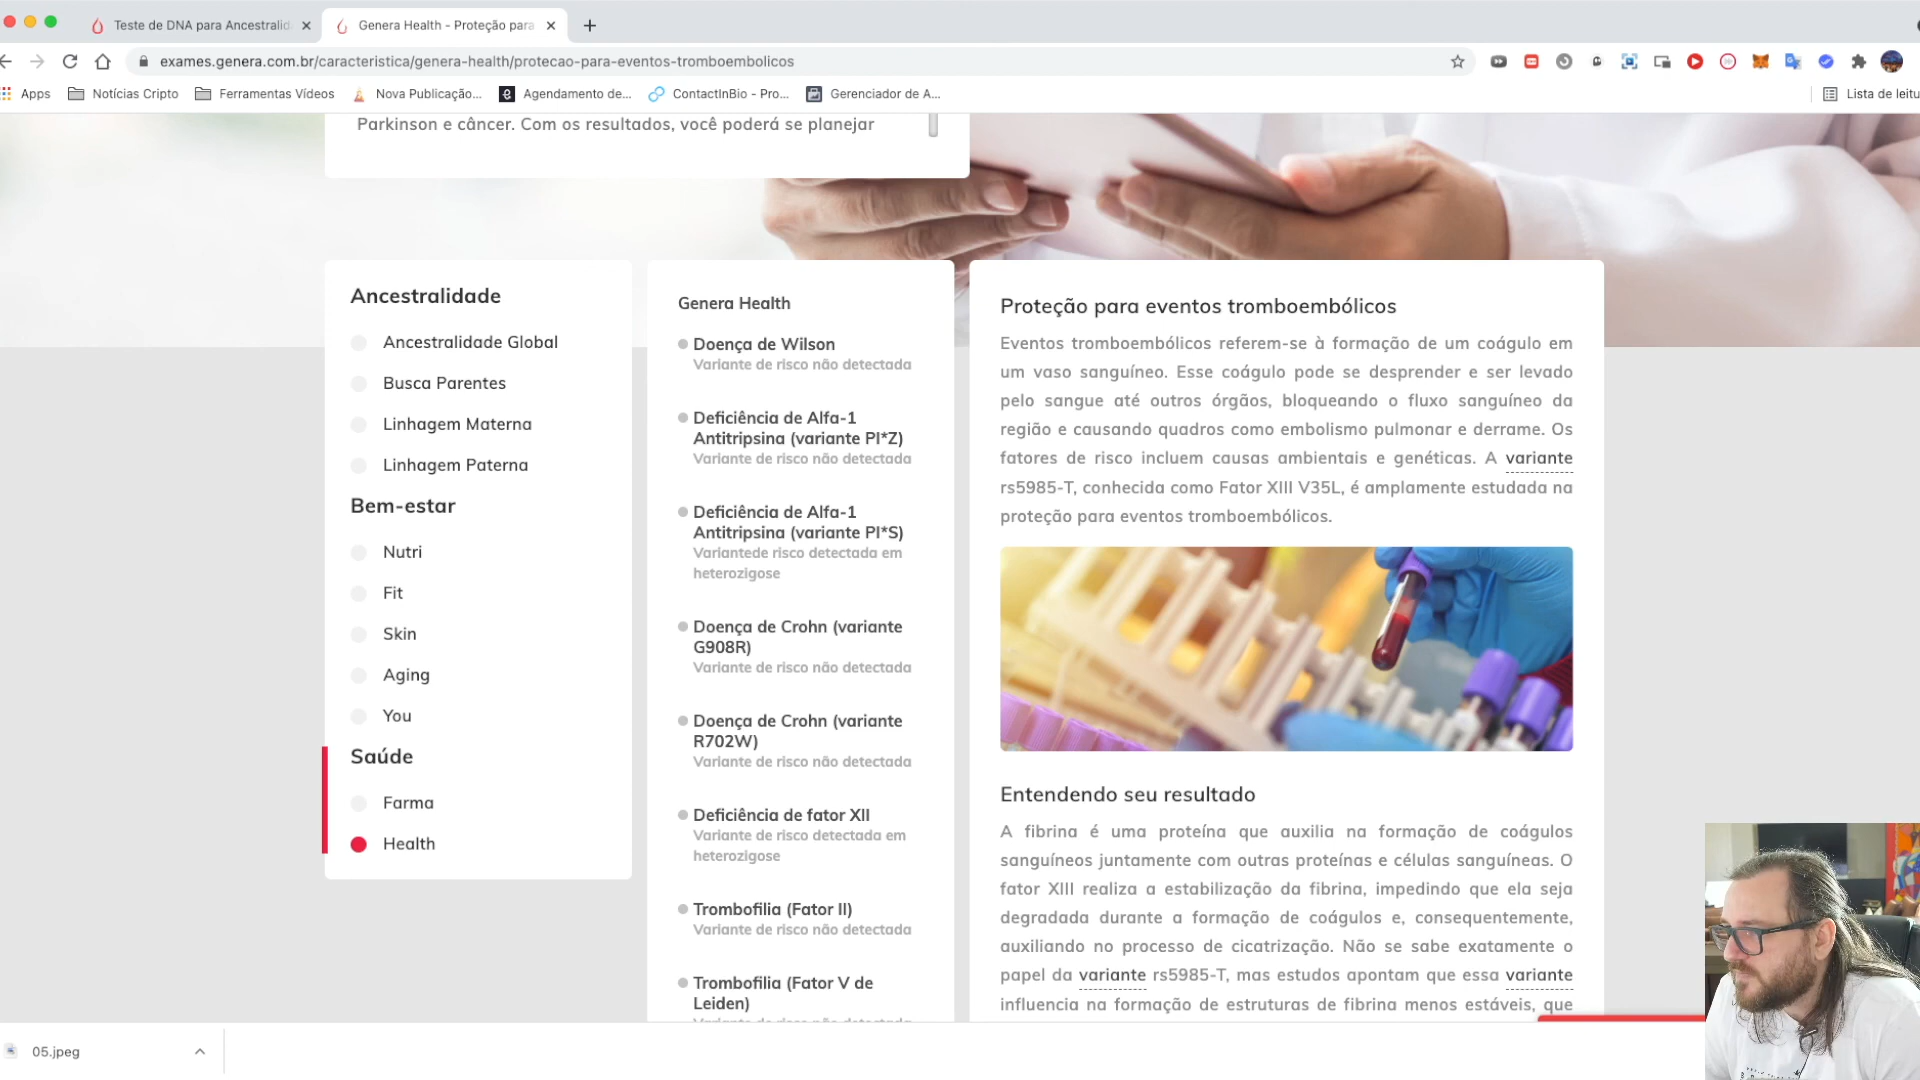 Teste de DNA para Ancestralid
Genera Health - Proteção para
exames.genera.com.br/caracteristica/genera-health/protecao-para-eventos-tromboembolicos
Apps
Notícias Cripto
Ferramentas Vídeos
Nova Publicação...
Agendamento de...
ContactInBio - Pro...
Gerenciador de A...
Lista de leitu
Parkinson e câncer. Com os resultados, você poderá se planejar
Ancestralidade
Ancestralidade Global
Busca Parentes
Linhagem Materna
Linhagem Paterna
Bem-estar
Nutri
Fit
Skin
Aging
You
Saúde
Farma
Health
Genera Health
Doença de Wilson
Variante de risco não detectada
Deficiência de Alfa-1
Antitripsina (variante PI*Z)
Variante de risco não detectada
Deficiência de Alfa-1
Antitripsina (variante PI*S)
Variantede risco detectada em
heterozigose
Doença de Crohn (variante
G908R)
Variante de risco não detectada
Doença de Crohn (variante
R702W)
Variante de risco não detectada
Deficiência de fator XII
Variante de risco detectada em
heterozigose
Trombofilia (Fator II)
Variante de risco não detectada
Trombofilia (Fator V de
Leiden)
Variante de risco não detectada
Proteção para eventos tromboembólicos
Eventos tromboembólicos referem-se à formação de um coágulo em
um vaso sanguíneo. Esse coágulo pode se desprender e ser levado
pelo sangue até outros órgãos, bloqueando o fluxo sanguíneo da
região e causando quadros como embolismo pulmonar e derrame. Os
fatores de risco incluem causas ambientais e genéticas. A variante
rs5985-T, conhecida como Fator XIII V35L, é amplamente estudada na
proteção para eventos tromboembólicos.
Entendendo seu resultado
A fibrina é uma proteína que auxilia na formação de coágulos
sanguíneos juntamente com outras proteínas e células sanguíneas. O
fator XIII realiza a estabilização da fibrina, impedindo que ela seja
degradada durante a formação de coágulos e, consequentemente,
auxiliando no processo de cicatrização. Não se sabe exatamente o
papel da variante rs5985-T, mas estudos apontam que essa variante
influencia na formação de estruturas de fibrina menos estáveis, que
05.jpeg